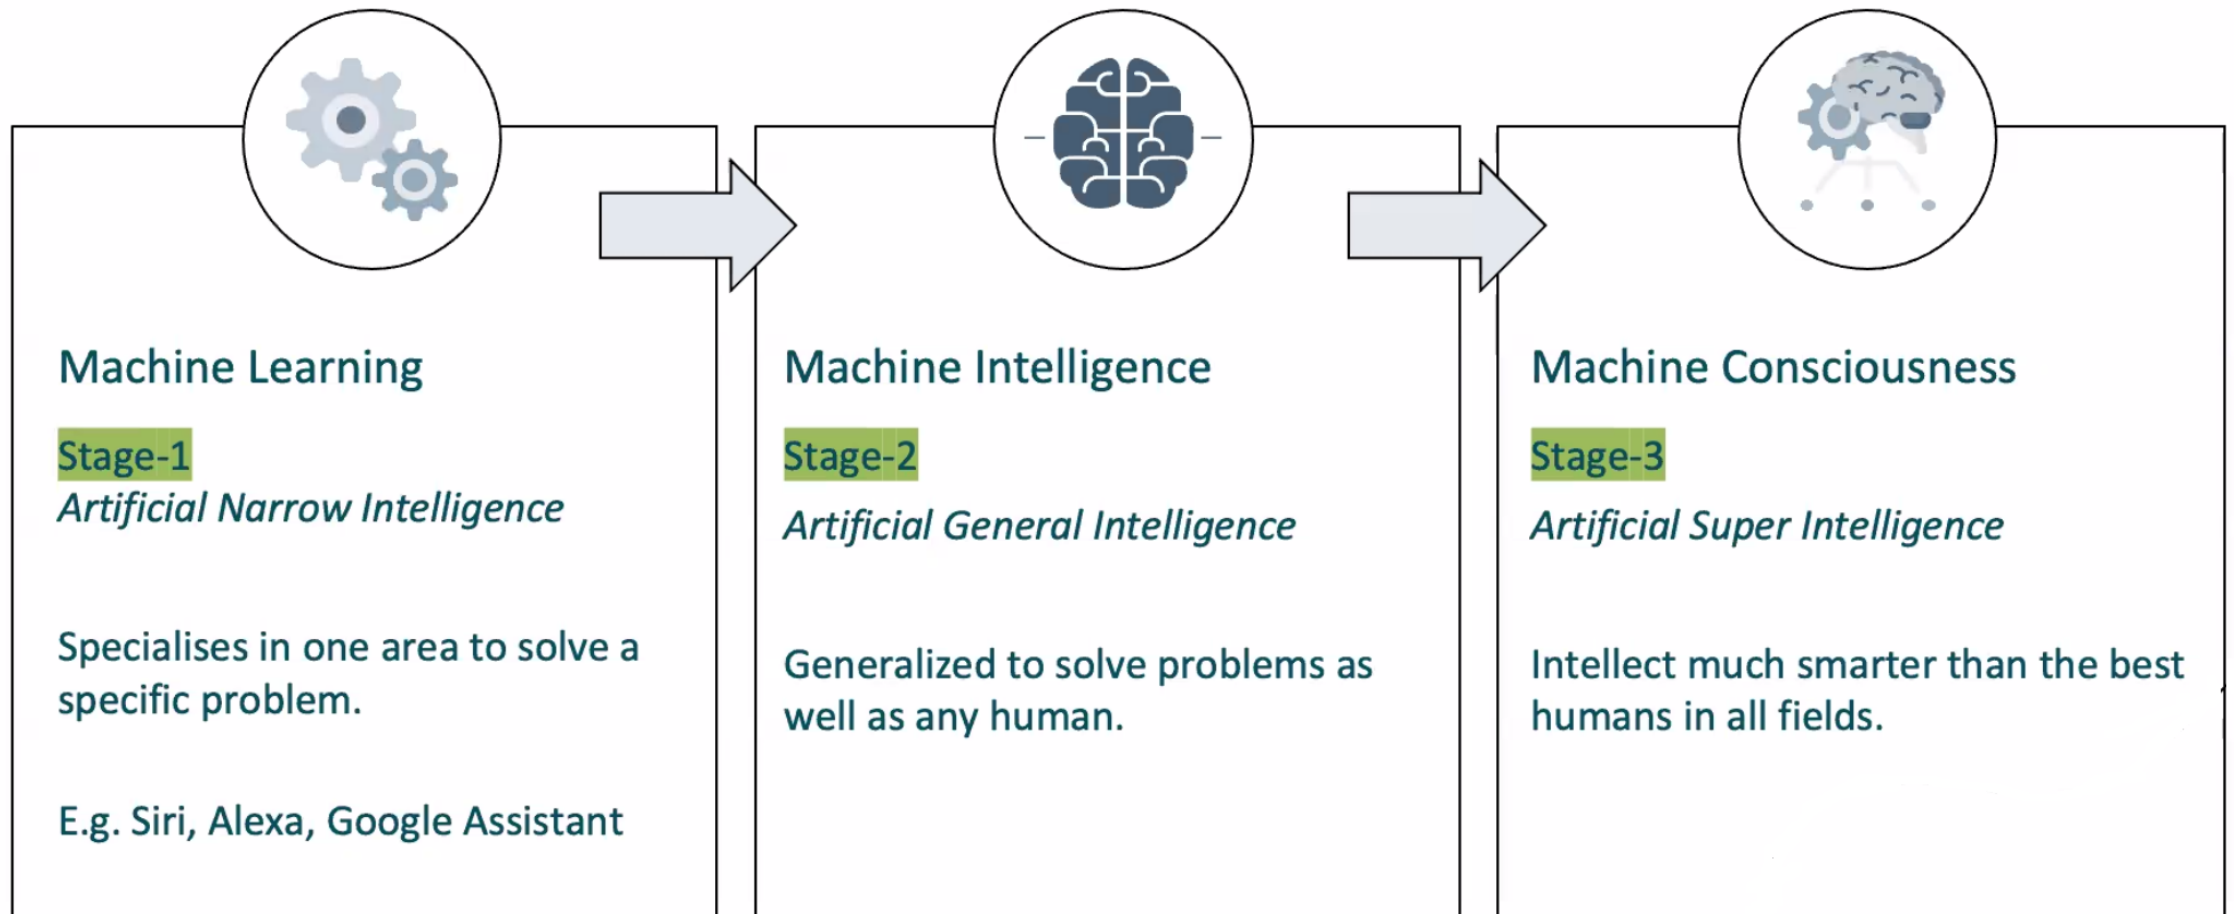 Machine Learning
Stage-1
Artificial Narrow Intelligence
Specialises in one area to solve a
specific problem.
E.g. Siri, Alexa, Google Assistant
Machine Intelligence
Stage-2
Artificial General Intelligence
Generalized to solve problems as
well as any human.
Machine Consciousness
Stage-3
Artificial Super Intelligence
Intellect much smarter than the best
humans in all fields.